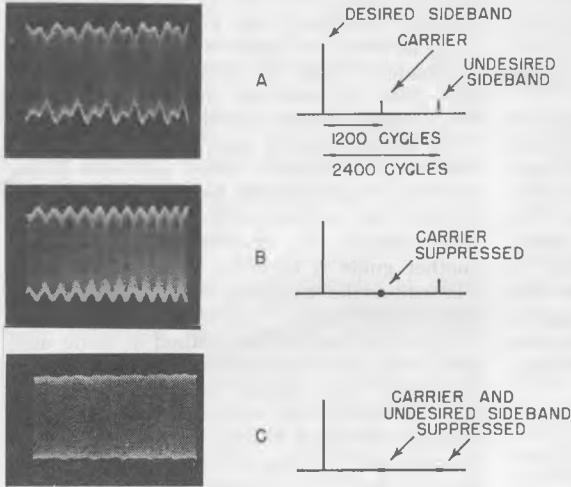 DESIRED SIDEBAND
CARRIER
UNDESIRED
SIDEBAND
A
1200 CYCLES
2400 CYCLES
B
CARRIER
SUPPRESSED
C
CARRIER AND
UNDESIRED SIDEBAND
SUPPRESSED